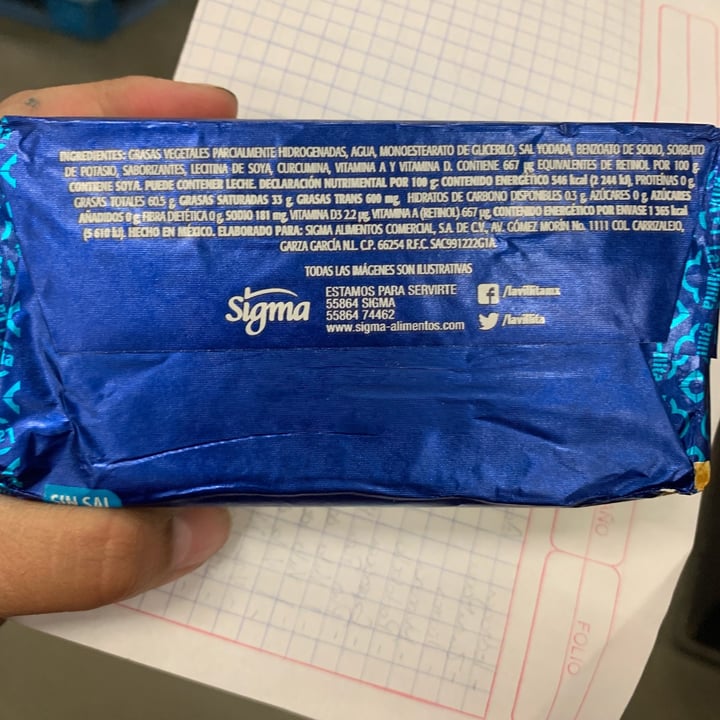 INGREDIENTES: GRASAS VEGETALES PARCIALMENTE HIDROGENADAS, AGUA, MONOESTEARATO DE GLICERILO, SAL YODADA, BENZOATO DE SODIO, SORBATO
DE POTASIO, SABORIZANTES, LECITINA DE SOYA, CURCUMINA, VITAMINA A Y VITAMINA D. CONTIENE 667 µg EQUIVALENTES DE RETINOL POR 100 g.
CONTIENE SOYA. PUEDE CONTENER LECHE. DECLARACIÓN NUTRIMENTAL POR 100 g: CONTENIDO ENERGÉTICO 546 kcal (2 244 kJ), PROTEÍNAS 0 g,
GRASAS TOTALES 60.5 g, GRASAS SATURADAS 33 g, GRASAS TRANS 600 mg, HIDRATOS DE CARBONO DISPONIBLES 0.3 g, AZÚCARES 0 g, AZÚCARES
AÑADIDOS 0 g, FIBRA DIETÉTICA 0 g, SODIO 181 mg, VITAMINA D3 2.2 µg, VITAMINA A (RETINOL) 667 µg, CONTENIDO ENERGÉTICO POR ENVASE 1 365 kcal
(5 610 kJ). HECHO EN MÉXICO. ELABORADO PARA: SIGMA ALIMENTOS COMERCIAL, S.A. DE C.V., AV. GÓMEZ MORÍN No. 1111 COL. CARRIZALEJO,
GARZA GARCÍA N.L. C.P. 66254 R.F.C. SAC991222G1A.
TODAS LAS IMÁGENES SON ILUSTRATIVAS
Sigma
ESTAMOS PARA SERVIRTE
55864 SIGMA
55864 74462
www.sigma-alimentos.com
f /lavillitamx
/lavillita
SIN SAL
FOLIO